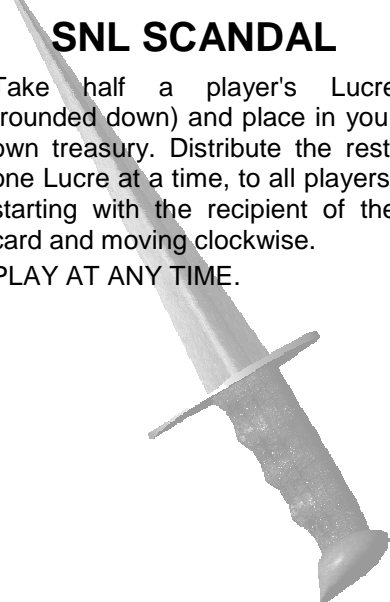 SNL SCANDAL
Take half a player's Lucre
(rounded down) and place in you
own treasury. Distribute the rest
one Lucre at a time, to all players
starting with the recipient of the
card and moving clockwise.
PLAY AT ANY TIME.